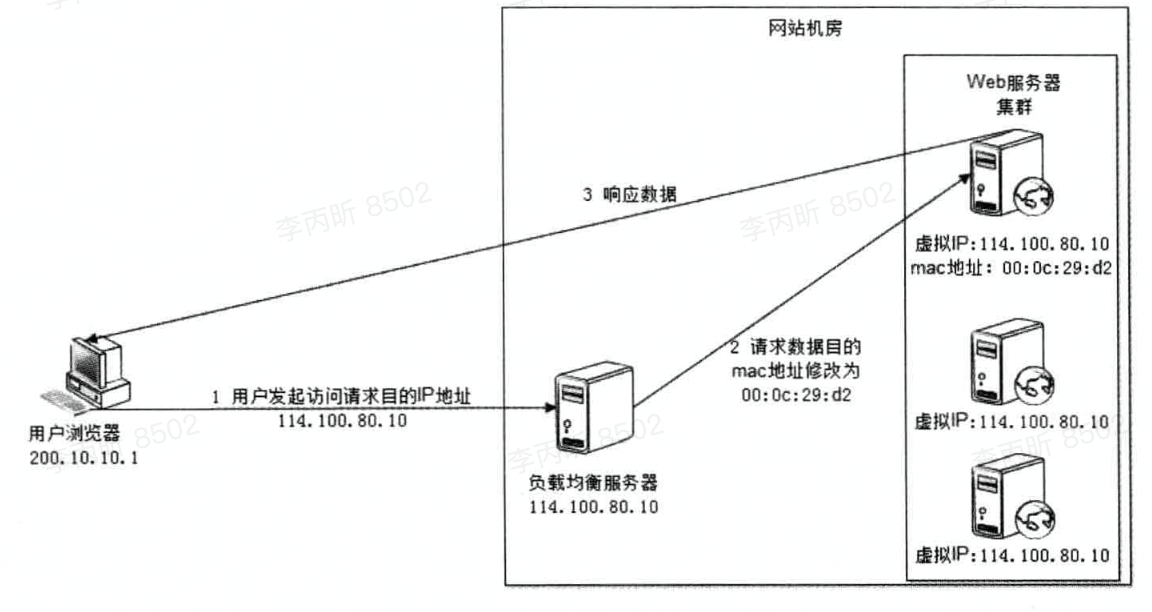 网站机房
Web服务器
集群
3 响应数据
虚拟IP:114.100.80.10
mac地址: 00:0c:29:d2
2 请求数据目的
mac地址修改为
00:0c:29:d2
1 用户发起访问请求目的IP地址
114.100.80.10
用户浏览器
200.10.10.1
负载均衡服务器
114.100.80.10
虚拟IP:114.100.80.10
虚拟IP:114.100.80.10
李丙昕 8502
李丙昕 8502
李丙昕 8502
李丙昕 8502
李丙昕 8502